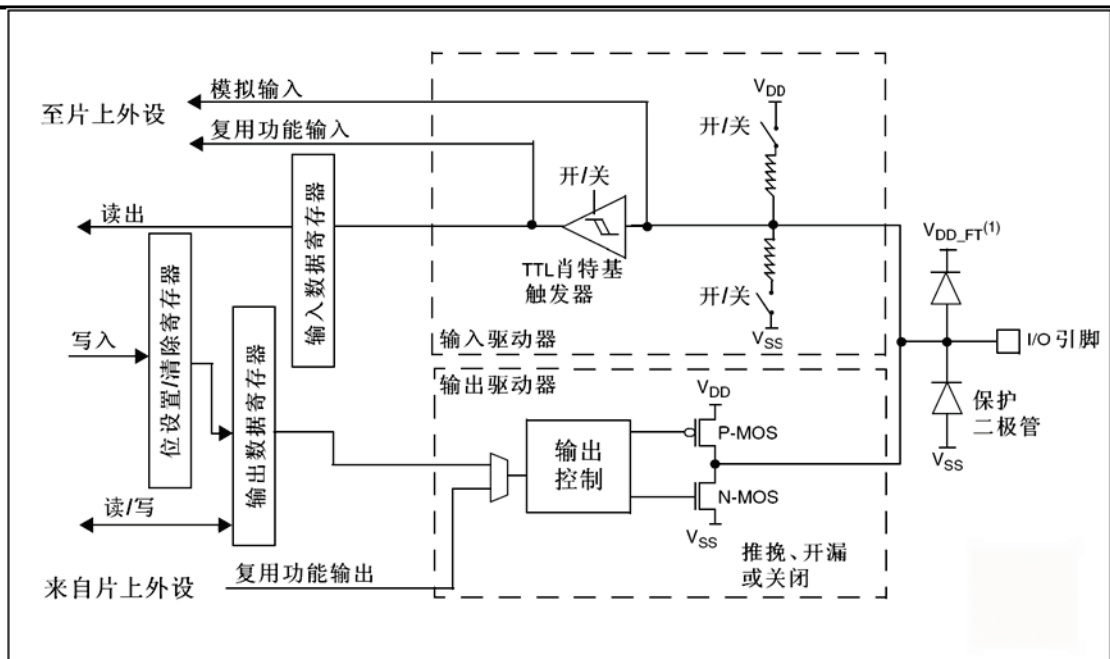 模拟输入
至片上外设
复用功能输入
读出
输入数据寄存器
开/关
TTL肖特基
触发器
V_DD
开/关
开/关
V_SS
输入驱动器
V_DD_FT(1)
I/O 引脚
保护
二极管
V_SS
写入
位设置/清除寄存器
输出数据寄存器
读/写
输出驱动器
V_DD
P-MOS
输出
控制
N-MOS
V_SS
推挽、开漏
或关闭
来自片上外设
复用功能输出